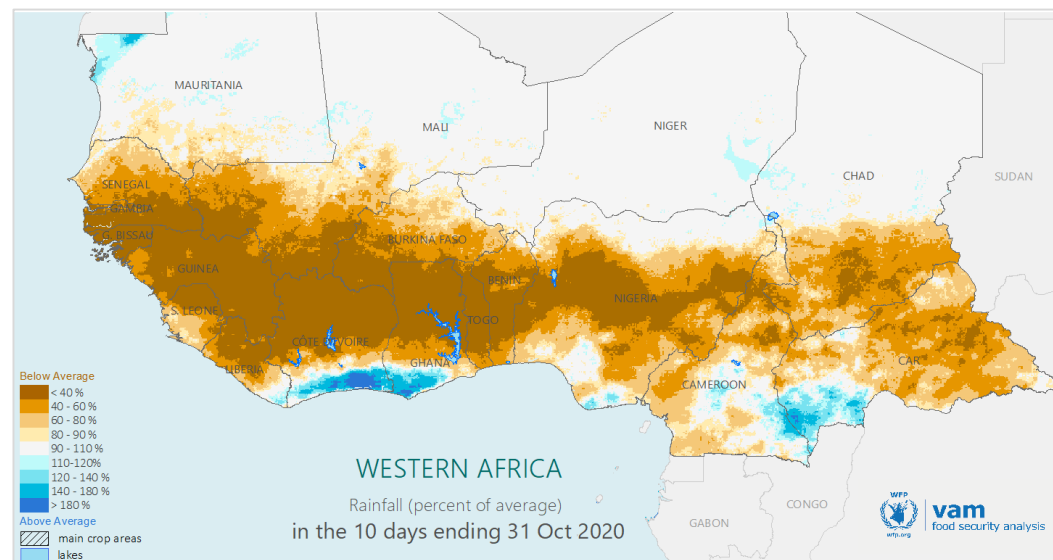 MAURITANIA
MALI
NIGER
CHAD
SUDAN
SENEGAL
GAMBIA
G. BISSAU
BURKINA FASO
GUINEA
BENIN
NIGERIA
S. LEONE
TOGO
CÔTE D'IVOIRE
GHANA
LIBERIA
CAR
CAMEROON
Below Average
< 40 %
40 - 60 %
60 - 80 %
80 - 90 %
90 - 110 %
110-120%
120 - 140 %
140 - 180 %
> 180 %
Above Average
main crop areas
lakes
WESTERN AFRICA
Rainfall (percent of average)
in the 10 days ending 31 Oct 2020
GABON
CONGO
WFP
wfp.org
vam
food security analysis